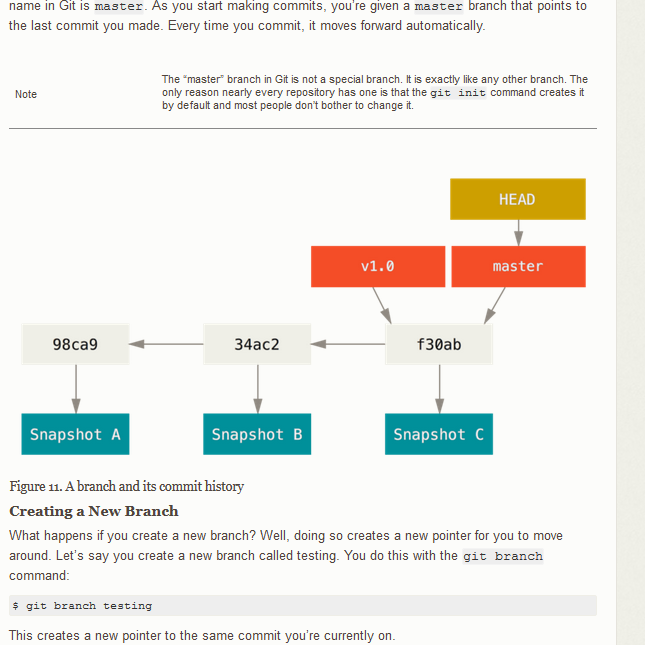 name in Git is master. As you start making commits, you’re given a master branch that points to
the last commit you made. Every time you commit, it moves forward automatically.
Note
The “master” branch in Git is not a special branch. It is exactly like any other branch. The
only reason nearly every repository has one is that the git init command creates it
by default and most people don’t bother to change it.
HEAD
v1.0
master
98ca9
34ac2
f30ab
Snapshot A
Snapshot B
Snapshot C
Figure 11. A branch and its commit history
Creating a New Branch
What happens if you create a new branch? Well, doing so creates a new pointer for you to move
around. Let’s say you create a new branch called testing. You do this with the git branch
command:
$ git branch testing
This creates a new pointer to the same commit you’re currently on.